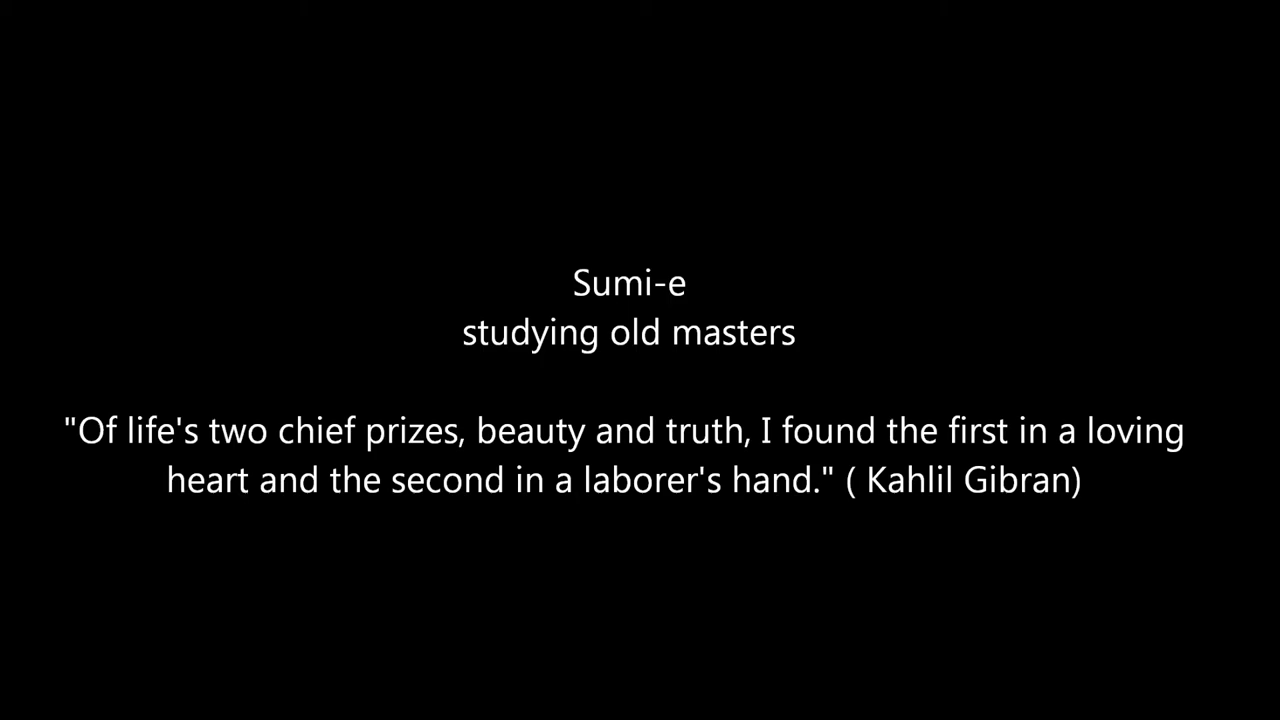 Sumi-e
studying old masters
"Of life's two chief prizes, beauty and truth, I found the first in a loving
heart and the second in a laborer's hand." ( Kahlil Gibran)